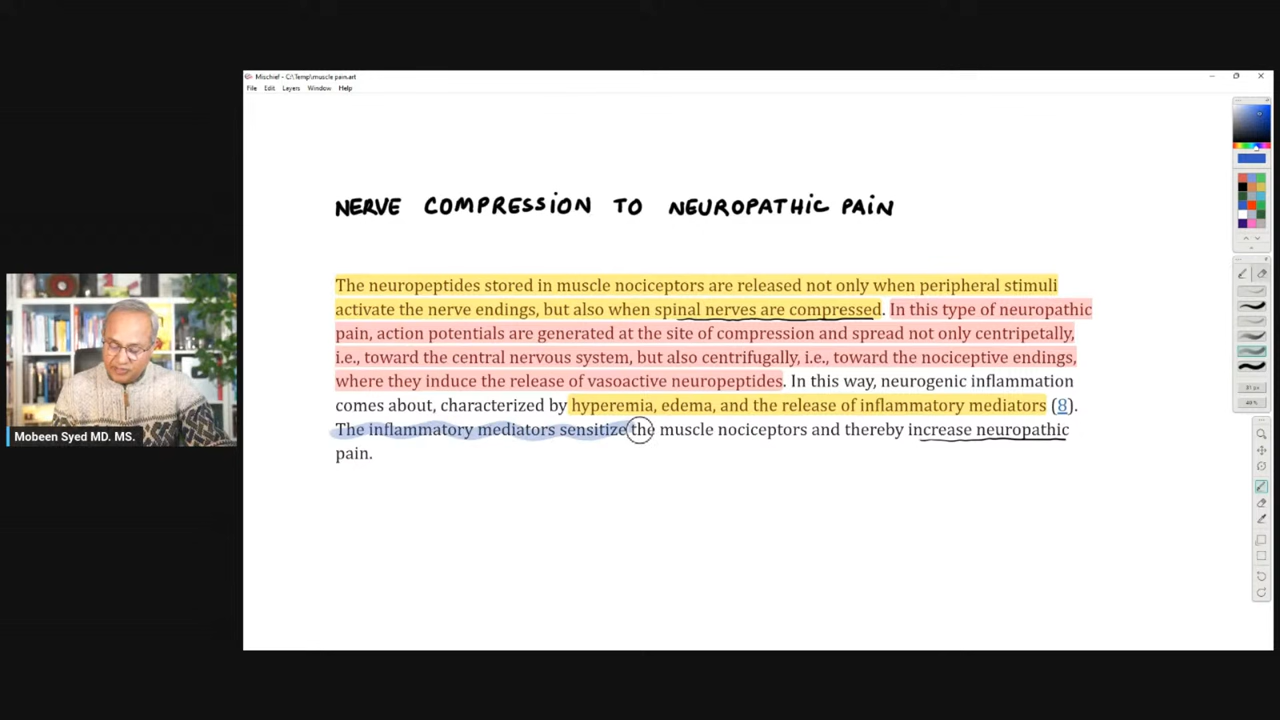 Mischief - C:\Temp\muscle pain.art
File Edit Layers Window Help
NERVE COMPRESSION TO NEUROPATHIC PAIN
The neuropeptides stored in muscle nociceptors are released not only when peripheral stimuli
activate the nerve endings, but also when spinal nerves are compressed. In this type of neuropathic
pain, action potentials are generated at the site of compression and spread not only centripetally,
i.e., toward the central nervous system, but also centrifugally, i.e., toward the nociceptive endings,
where they induce the release of vasoactive neuropeptides. In this way, neurogenic inflammation
comes about, characterized by hyperemia, edema, and the release of inflammatory mediators (8).
The inflammatory mediators sensitize the muscle nociceptors and thereby increase neuropathic
pain.
Mobeen Syed MD. MS.